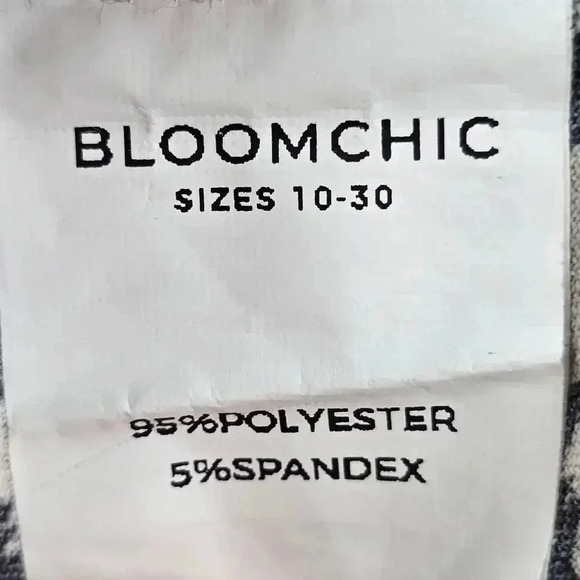 BLOOMCHIC
SIZES 10-30
95%POLYESTER
5%SPANDEX